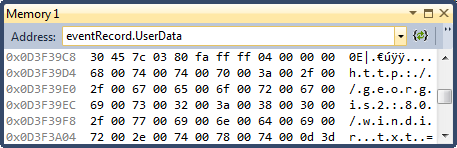 Memory 1
Address: eventRecord.UserData
0x0D3F39C8 30 45 7c 03 80 fa ff ff 04 00 00 00 0E|.€úÿÿ....
0x0D3F39D4 68 00 74 00 74 00 70 00 3a 00 2f 00 h.t.t.p.:./.
0x0D3F39E0 2f 00 67 00 65 00 6f 00 72 00 67 00 /.g.e.o.r.g.
0x0D3F39EC 69 00 73 00 32 00 3a 00 38 00 30 00 i.s.2.:.8.0.
0x0D3F39F8 2f 00 77 00 69 00 6e 00 64 00 69 00 /.w.i.n.d.i.
0x0D3F3A04 72 00 2e 00 74 00 78 00 74 00 0d 3d r...t.x.t..=